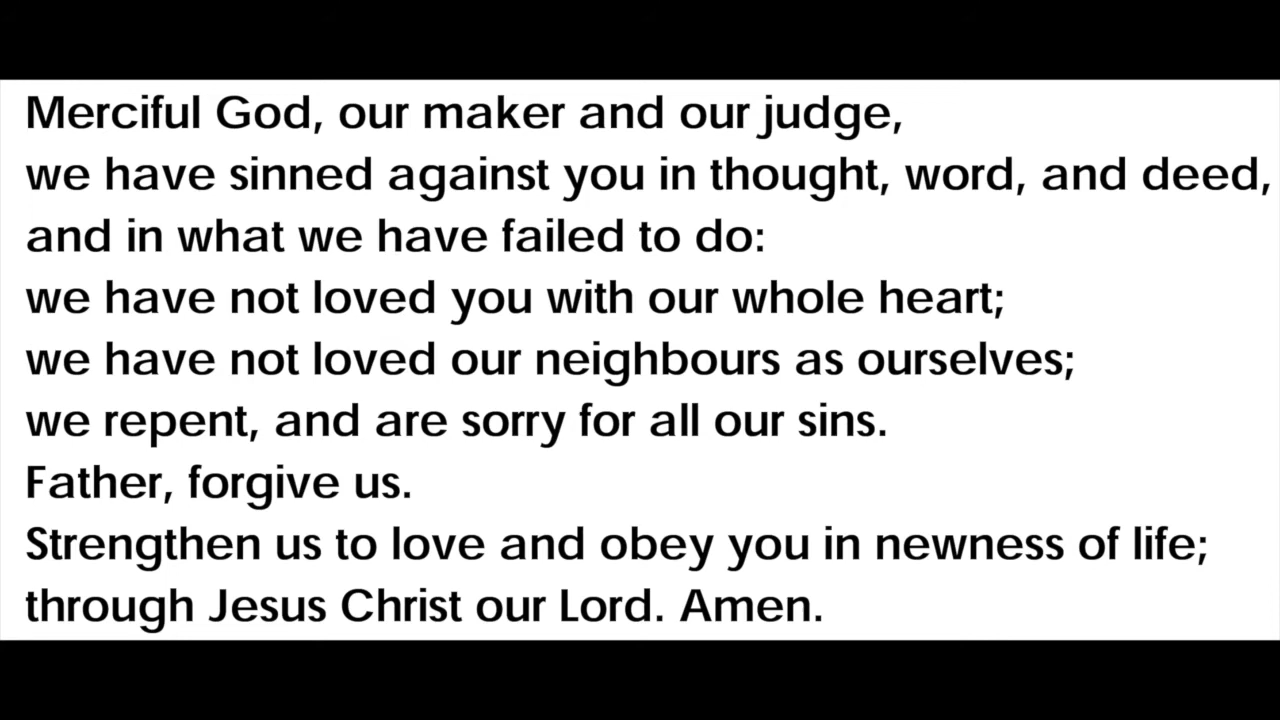 Merciful God, our maker and our judge,
we have sinned against you in thought, word, and deed,
and in what we have failed to do:
we have not loved you with our whole heart;
we have not loved our neighbours as ourselves;
we repent, and are sorry for all our sins.
Father, forgive us.
Strengthen us to love and obey you in newness of life;
through Jesus Christ our Lord. Amen.